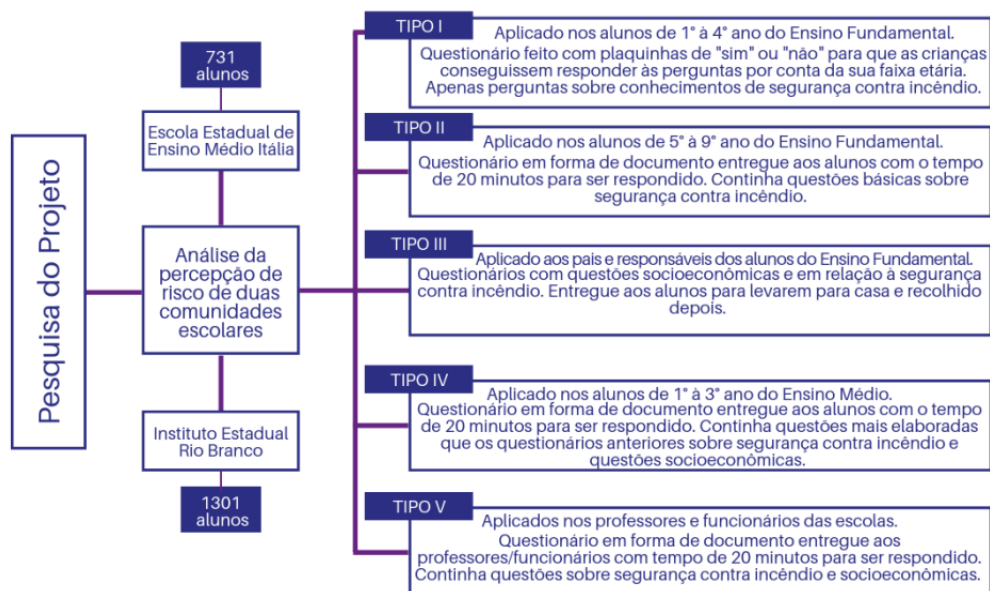 Pesquisa do Projeto
731
alunos
Escola Estadual de
Ensino Médio Itália
Análise da
percepção de
risco de duas
comunidades
escolares
Instituto Estadual
Rio Branco
1301
alunos
TIPO I
Aplicado nos alunos de 1° à 4° ano do Ensino Fundamental.
Questionário feito com plaquinhas de "sim" ou "não" para que as crianças
conseguissem responder às perguntas por conta da sua faixa etária.
Apenas perguntas sobre conhecimentos de segurança contra incêndio.
TIPO II
Aplicado nos alunos de 5° à 9° ano do Ensino Fundamental.
Questionário em forma de documento entregue aos alunos com o tempo
de 20 minutos para ser respondido. Continha questões básicas sobre
segurança contra incêndio.
TIPO III
Aplicado aos pais e responsáveis dos alunos do Ensino Fundamental.
Questionários com questões socioeconômicas e em relação à segurança
contra incêndio. Entregue aos alunos para levarem para casa e recolhido
depois.
TIPO IV
Aplicado nos alunos de 1° à 3° ano do Ensino Médio.
Questionário em forma de documento entregue aos alunos com o tempo
de 20 minutos para ser respondido. Continha questões mais elaboradas
que os questionários anteriores sobre segurança contra incêndio e
questões socioeconômicas.
TIPO V
Aplicados nos professores e funcionários das escolas.
Questionário em forma de documento entregue aos
professores/funcionários com tempo de 20 minutos para ser respondido.
Continha questões sobre segurança contra incêndio e socioeconômicas.